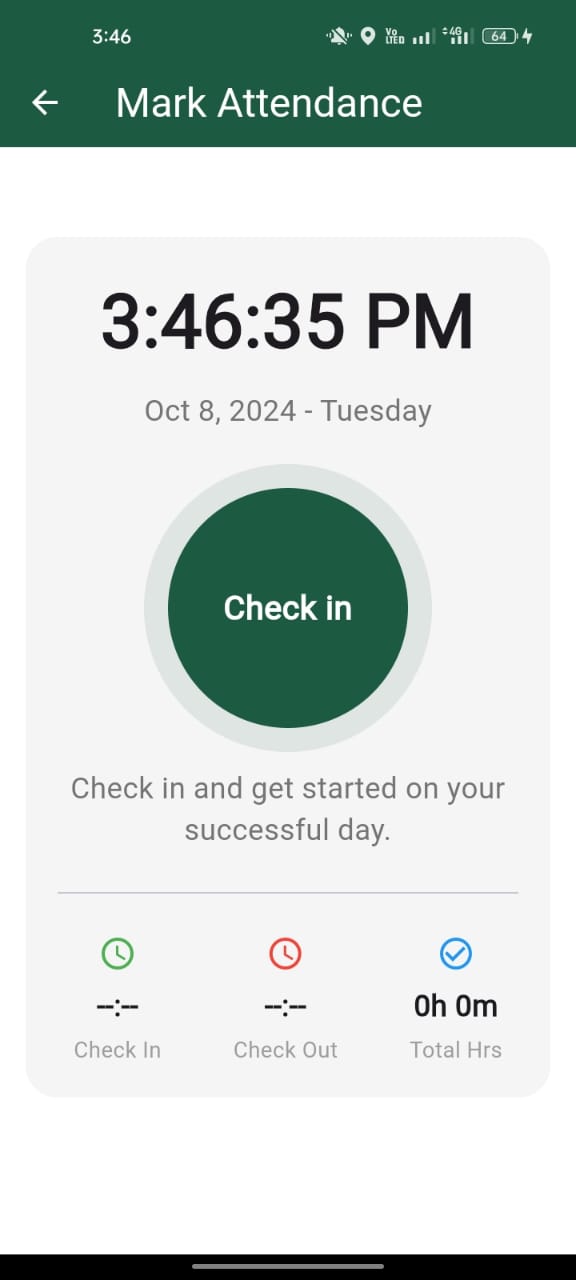 3:46
Vo
LTED
4G
64
Mark Attendance
3:46:35 PM
Oct 8, 2024 - Tuesday
Check in
Check in and get started on your
successful day.
--:-- --:-- 0h 0m
Check In Check Out Total Hrs